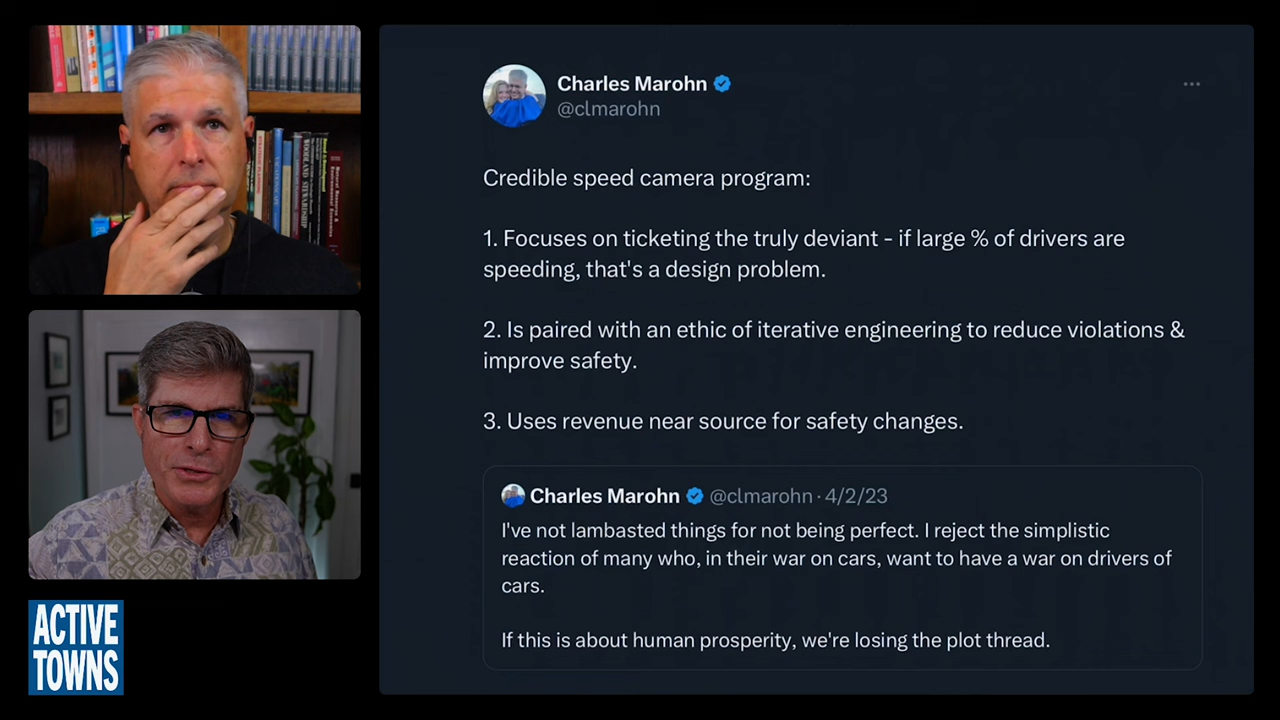 Charles Marohn
@clmarohn
Credible speed camera program:
1. Focuses on ticketing the truly deviant - if large % of drivers are
speeding, that's a design problem.
2. Is paired with an ethic of iterative engineering to reduce violations &
improve safety.
3. Uses revenue near source for safety changes.
Charles Marohn @clmarohn · 4/2/23
I've not lambasted things for not being perfect. I reject the simplistic
reaction of many who, in their war on cars, want to have a war on drivers of
cars.
If this is about human prosperity, we're losing the plot thread.
WOODLAND STEWARDSHIP
ACTIVE
TOWNS